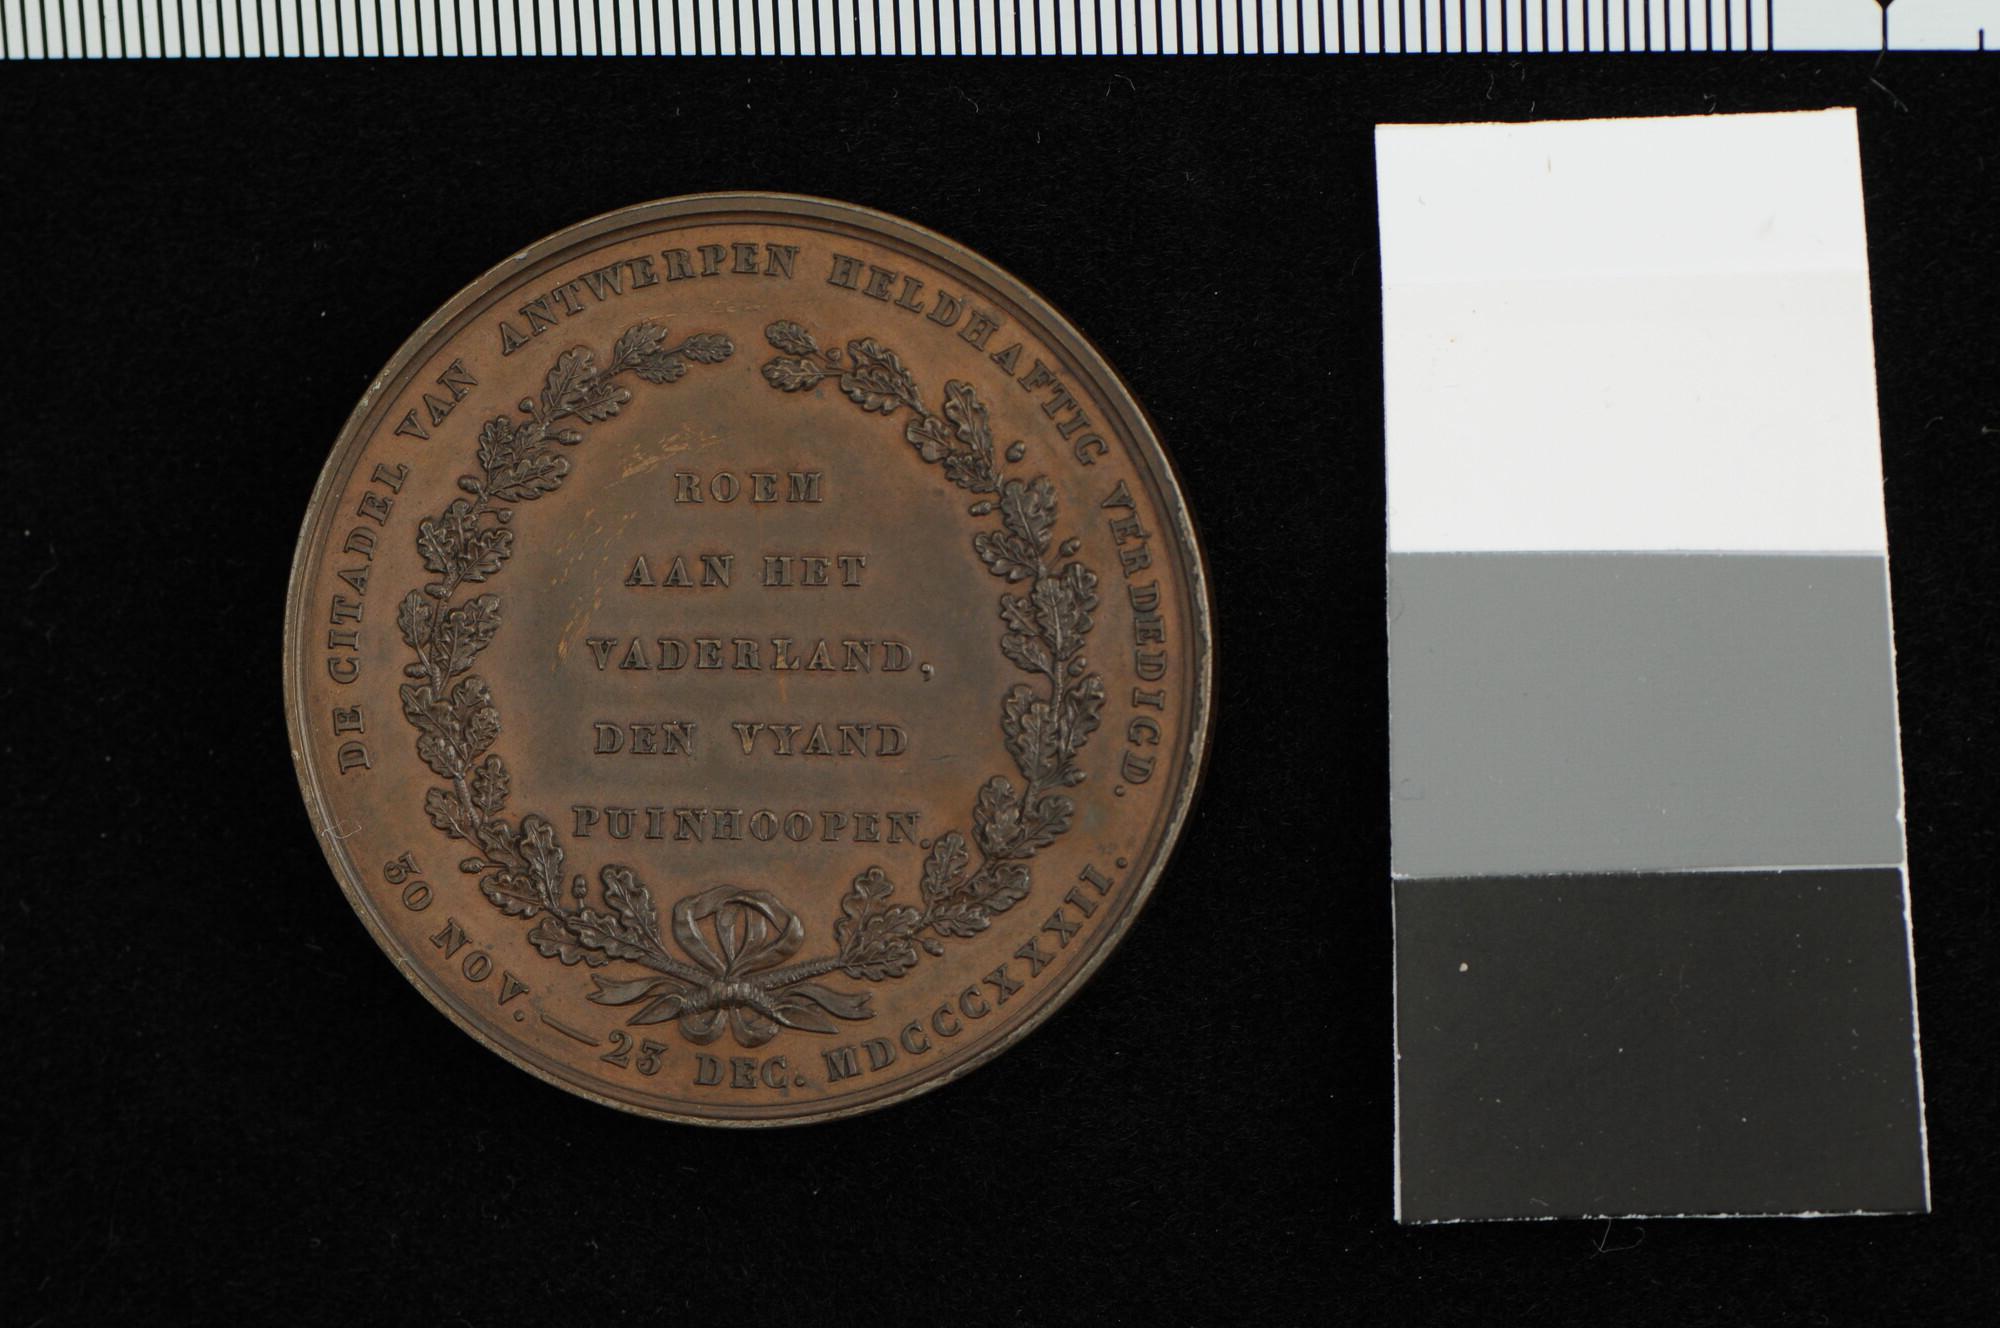 DE CITADEL VAN ANTWERPEN HELDHAFTIG VERDEDIGD.
ROEM
AAN HET
VADERLAND,
DEN VYAND
PUINHOOPEN.
30 NOV. — 23 DEC. MDCCCXXXII.